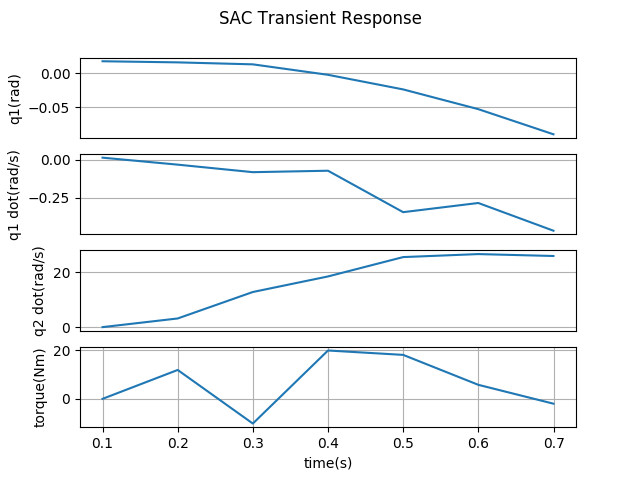 SAC Transient Response
0.00
−0.05
q1(rad)
0.00
−0.25
q1 dot(rad/s)
20
0
q2 dot(rad/s)
20
0
torque(Nm)
0.1 0.2 0.3 0.4 0.5 0.6 0.7
time(s)